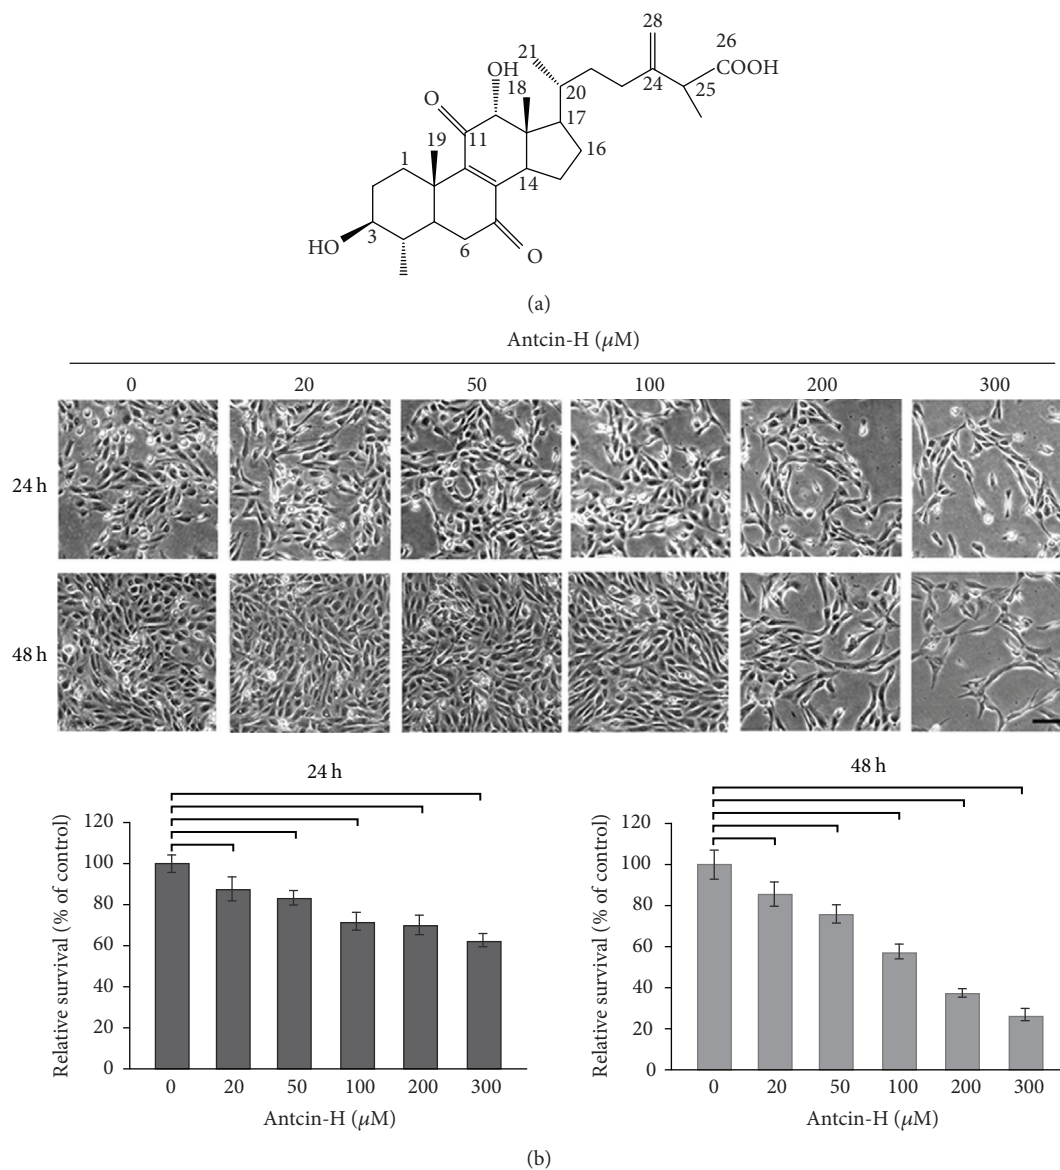 28
21
OH
26
COOH
24
25
18
20
O
17
19
11
16
1
14
HO
3
6
O
(a)
Antcin-H (μM)
0 20 50 100 200 300
24 h
48 h
24 h
120
100
80
60
40
20
0
Relative survival (% of control)
0 20 50 100 200 300
Antcin-H (μM)
48 h
120
100
80
60
40
20
0
Relative survival (% of control)
0 20 50 100 200 300
Antcin-H (μM)
(b)